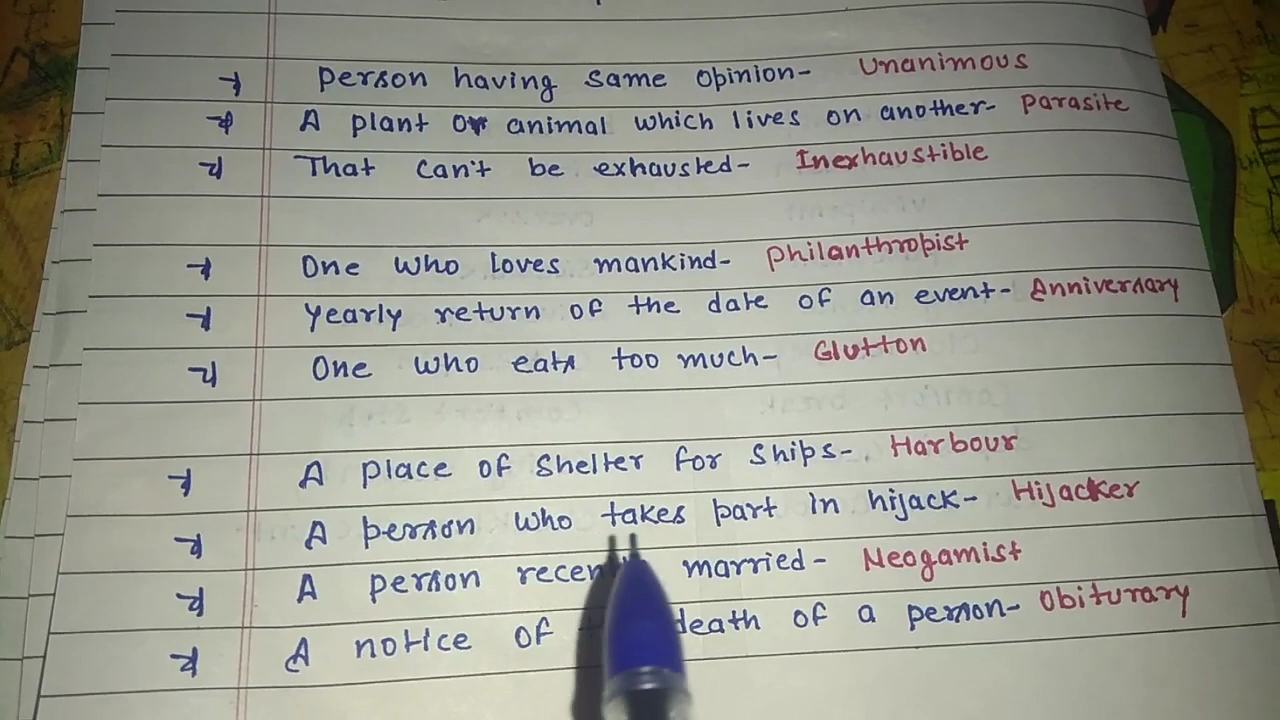 Person having same opinion- Unanimous
A plant or animal which lives on another- Parasite
That can't be exhausted- Inexhaustible
One who loves mankind- Philanthropist
Yearly return of the date of an event- Anniversary
One who eats too much- Glutton
A place of shelter for ships- Harbour
A person who takes part in hijack- Hijacker
A person married- Neogamist
A notice of death of a person- Obiturary